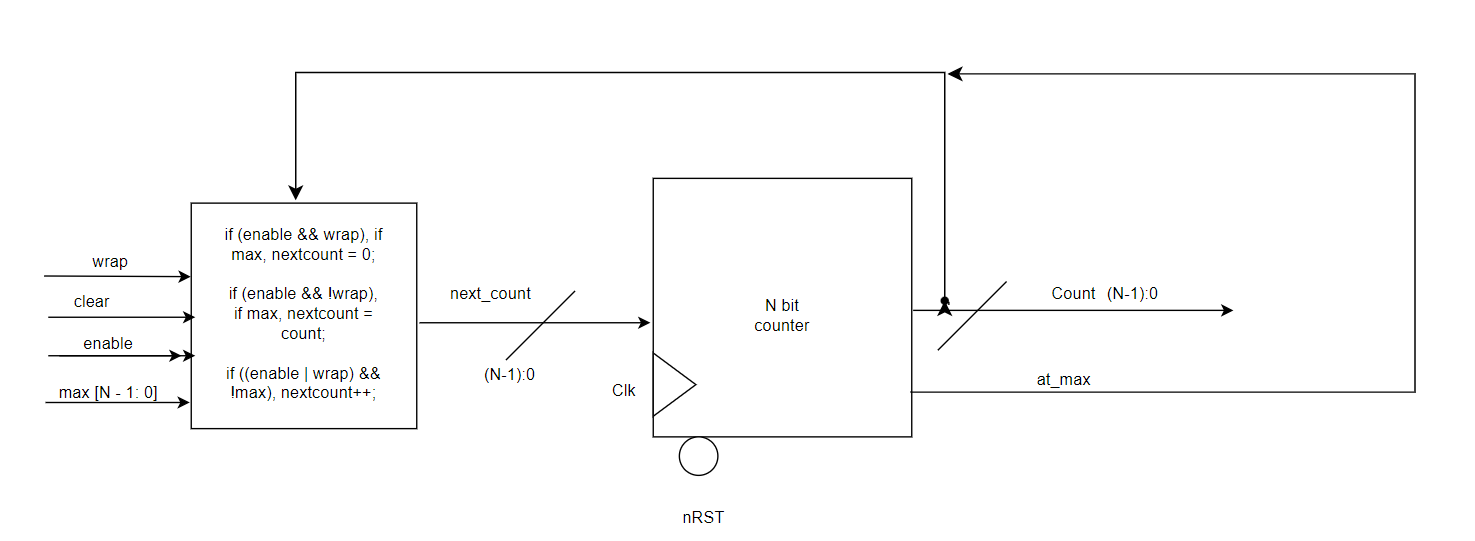 wrap
clear
enable
max [N - 1: 0]
if (enable && wrap), if
max, nextcount = 0;
if (enable && !wrap),
if max, nextcount =
count;
if ((enable | wrap) &&
!max), nextcount++;
next_count
(N-1):0
Clk
N bit
counter
nRST
Count (N-1):0
at_max